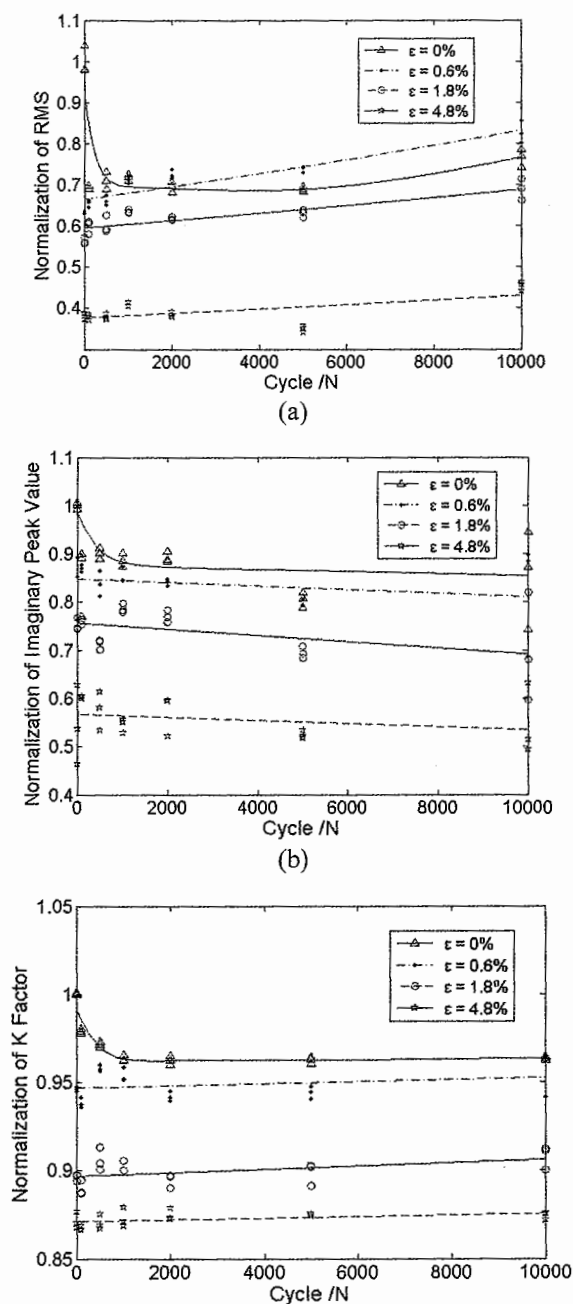 1.1
1
0.9
0.8
0.7
0.6
0.5
0.4
Normalization of RMS
ε = 0%
ε = 0.6%
ε = 1.8%
ε = 4.8%
0 2000 4000 6000 8000 10000
Cycle /N
(a)
1.1
1
0.9
0.8
0.7
0.6
0.5
0.4
Normalization of Imaginary Peak Value
ε = 0%
ε = 0.6%
ε = 1.8%
ε = 4.8%
0 2000 4000 6000 8000 10000
Cycle /N
(b)
1.05
1
0.95
0.9
0.85
Normalization of K Factor
ε = 0%
ε = 0.6%
ε = 1.8%
ε = 4.8%
0 2000 4000 6000 8000 10000
Cycle /N